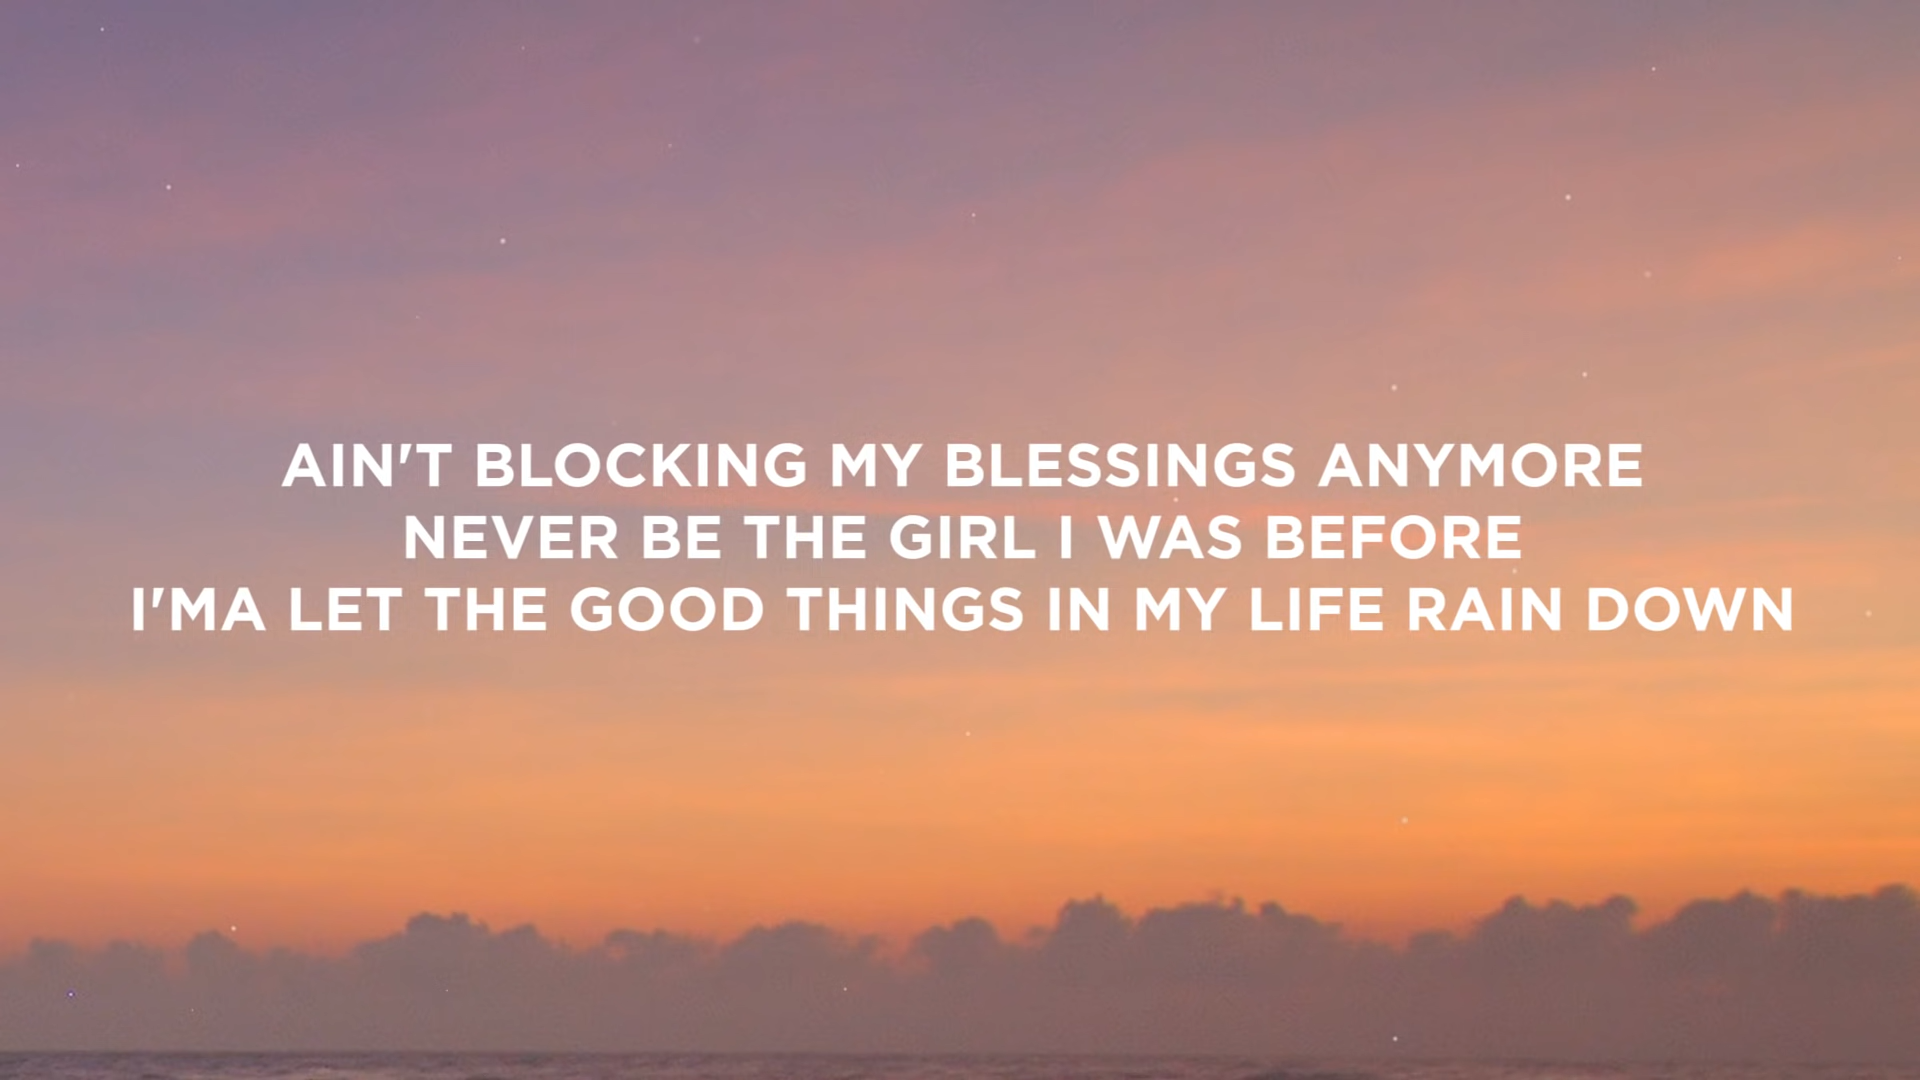 AIN'T BLOCKING MY BLESSINGS ANYMORE
NEVER BE THE GIRL I WAS BEFORE
I'MA LET THE GOOD THINGS IN MY LIFE RAIN DOWN